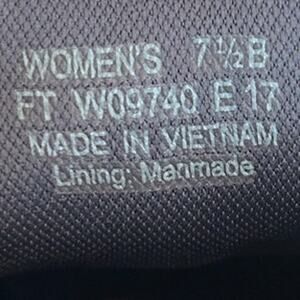 WOMEN'S 7½B
FT W09740 E 17
MADE IN VIETNAM
Lining: Manmade